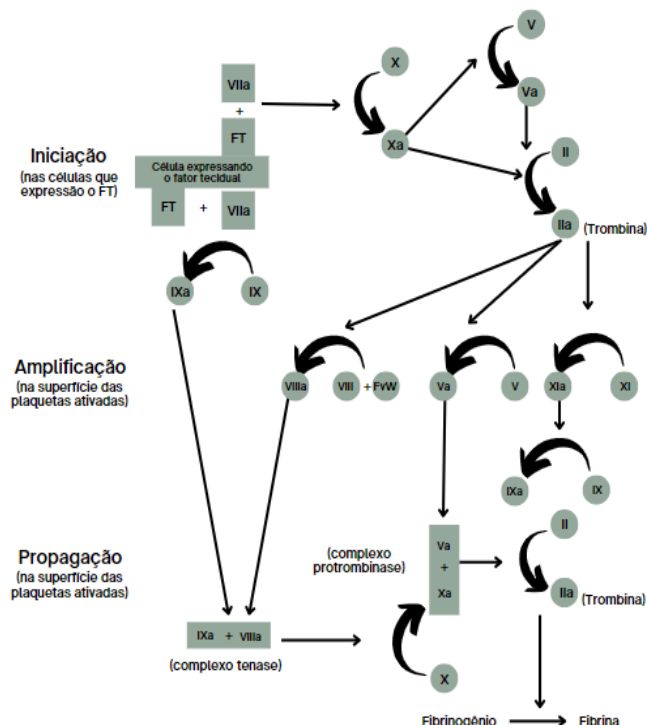 V
VIIa
X
+
Va
FT
Xa
II
Iniciação
(nas células que
expressão o FT)
Célula expressando
o fator tecidual
FT + VIIa
IIa (Trombina)
IXa IX
Amplificação
(na superfície das
plaquetas ativadas)
VIIIa VIII + FvW Va V XIa XI
IXa IX
II
Propagação
(na superfície das
plaquetas ativadas)
(complexo
protrombinase)
Va
+
Xa
IIa (Trombina)
IXa + VIIIa
(complexo tenase)
X
Fibrinogênio Fibrina